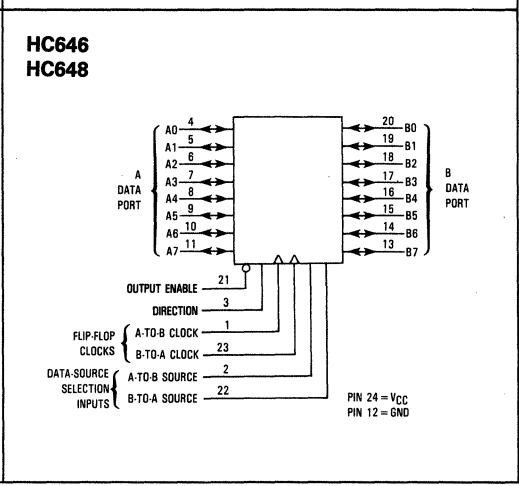 HC646
HC648
A0 4 20 B0
A1 5 19 B1
A2 6 18 B2
A3 7 17 B3
A4 8 16 B4
A5 9 15 B5
A6 10 14 B6
A7 11 13 B7
A
DATA
PORT
B
DATA
PORT
OUTPUT ENABLE 21
DIRECTION 3
FLIP-FLOP
CLOCKS
A-TO-B CLOCK 1
B-TO-A CLOCK 23
DATA-SOURCE
SELECTION
INPUTS
A-TO-B SOURCE 2
B-TO-A SOURCE 22
PIN 24 = VCC
PIN 12 = GND